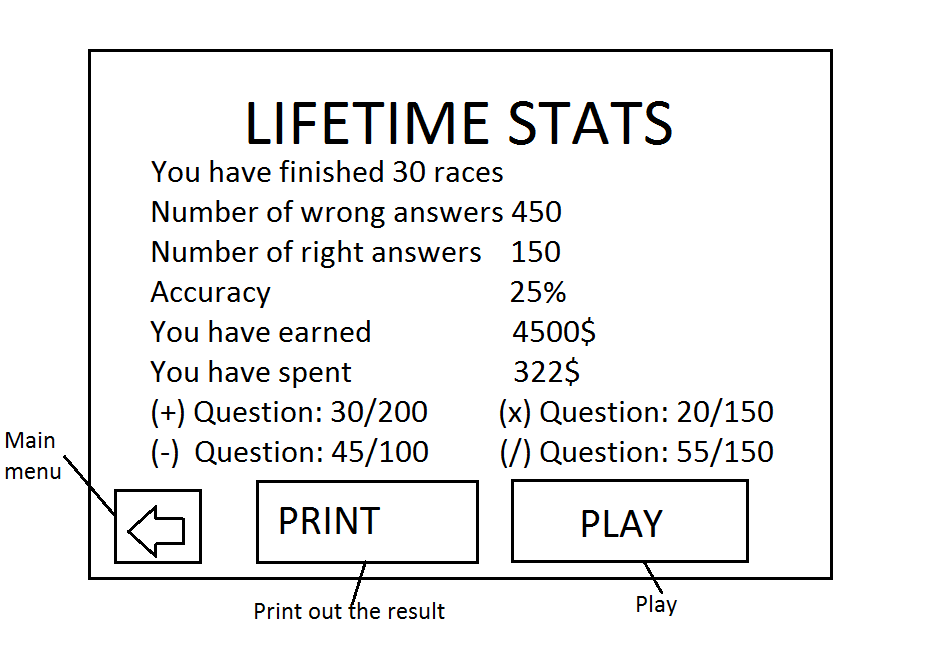 LIFETIME STATS
You have finished 30 races
Number of wrong answers 450
Number of right answers 150
Accuracy 25%
You have earned 4500$
You have spent 322$
(+) Question: 30/200 (x) Question: 20/150
(-) Question: 45/100 (/) Question: 55/150
Main
menu
PRINT PLAY
Print out the result Play